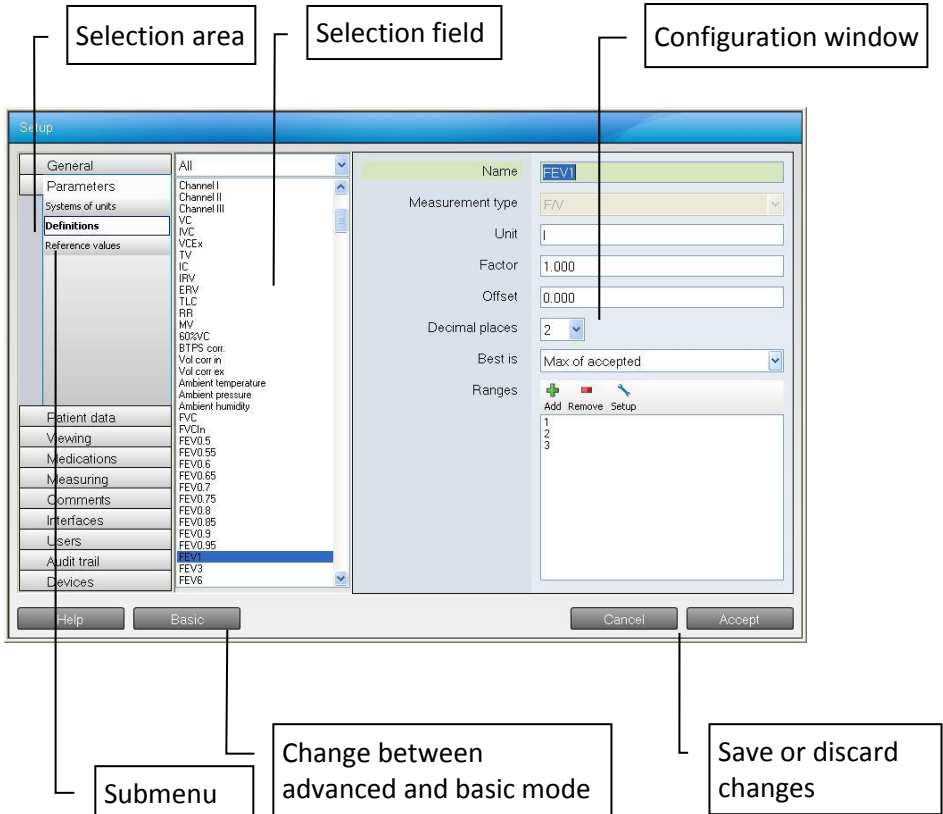 Selection area
Selection field
Configuration window
Setup
General
Parameters
Systems of units
Definitions
Reference values
Patient data
Viewing
Medications
Measuring
Comments
Interfaces
Users
Audit trail
Devices
All
Channel I
Channel II
Channel III
VC
IVC
VCEx
TV
IC
IRV
ERV
TLC
RR
MV
60%VC
BTPS corr.
Vol corr in
Vol corr ex
Ambient temperature
Ambient pressure
Ambient humidity
FVC
FVCIn
FEV0.5
FEV0.55
FEV0.6
FEV0.65
FEV0.7
FEV0.75
FEV0.8
FEV0.85
FEV0.9
FEV0.95
FEV1
FEV3
FEV6
Name FEV1
Measurement type F/V
Unit l
Factor 1.000
Offset 0.000
Decimal places 2
Best is Max of accepted
Ranges
Add Remove Setup
1
2
3
Help Basic Cancel Accept
Submenu
Change between
advanced and basic mode
Save or discard
changes